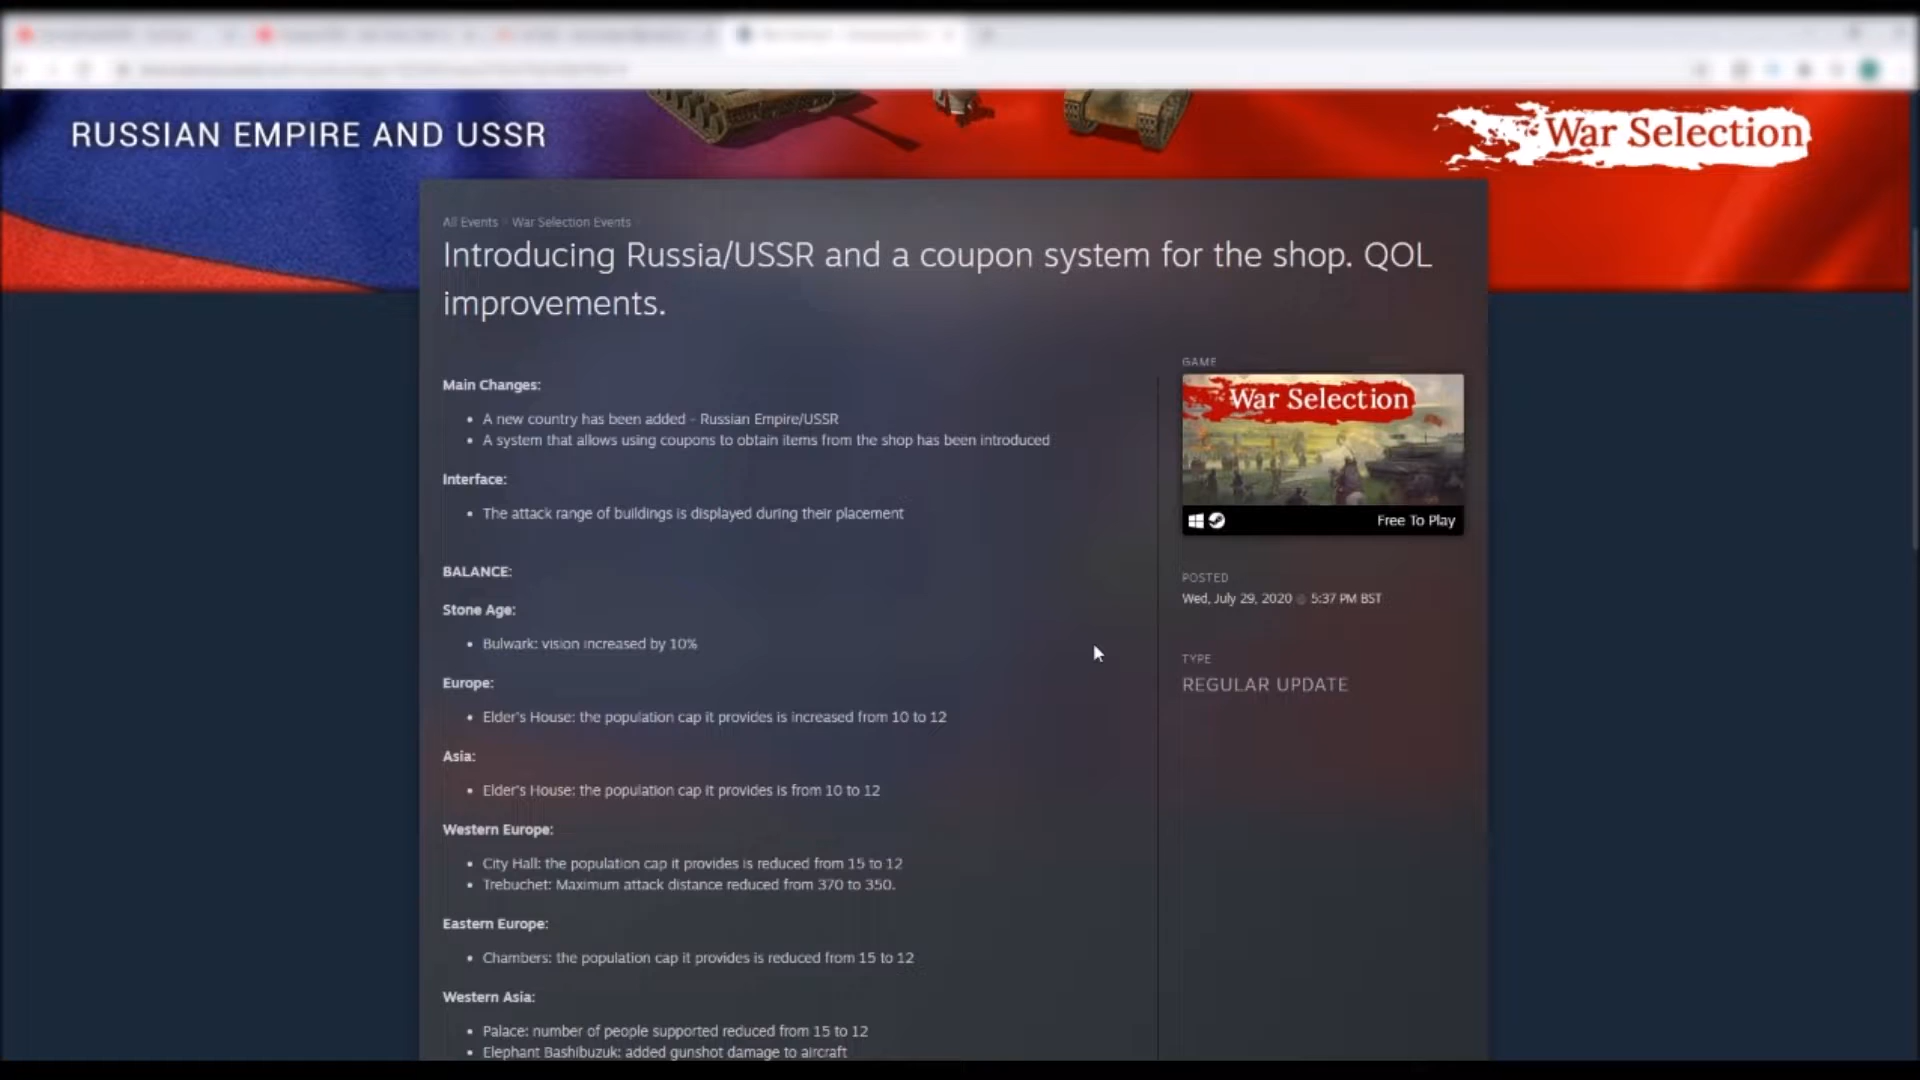 RUSSIAN EMPIRE AND USSR
War Selection
All Events War Selection Events
Introducing Russia/USSR and a coupon system for the shop. QOL
improvements.
Main Changes:
• A new country has been added - Russian Empire/USSR
• A system that allows using coupons to obtain items from the shop has been introduced
Interface:
• The attack range of buildings is displayed during their placement
BALANCE:
Stone Age:
• Bulwark: vision increased by 10%
Europe:
• Elder's House: the population cap it provides is increased from 10 to 12
Asia:
• Elder's House: the population cap it provides is from 10 to 12
Western Europe:
• City Hall: the population cap it provides is reduced from 15 to 12
• Trebuchet: Maximum attack distance reduced from 370 to 350.
Eastern Europe:
• Chambers: the population cap it provides is reduced from 15 to 12
Western Asia:
• Palace: number of people supported reduced from 15 to 12
• Elephant Bashibuzuk: added gunshot damage to aircraft
GAME
War Selection
Free To Play
POSTED
Wed, July 29, 2020 @ 5:37 PM BST
TYPE
REGULAR UPDATE